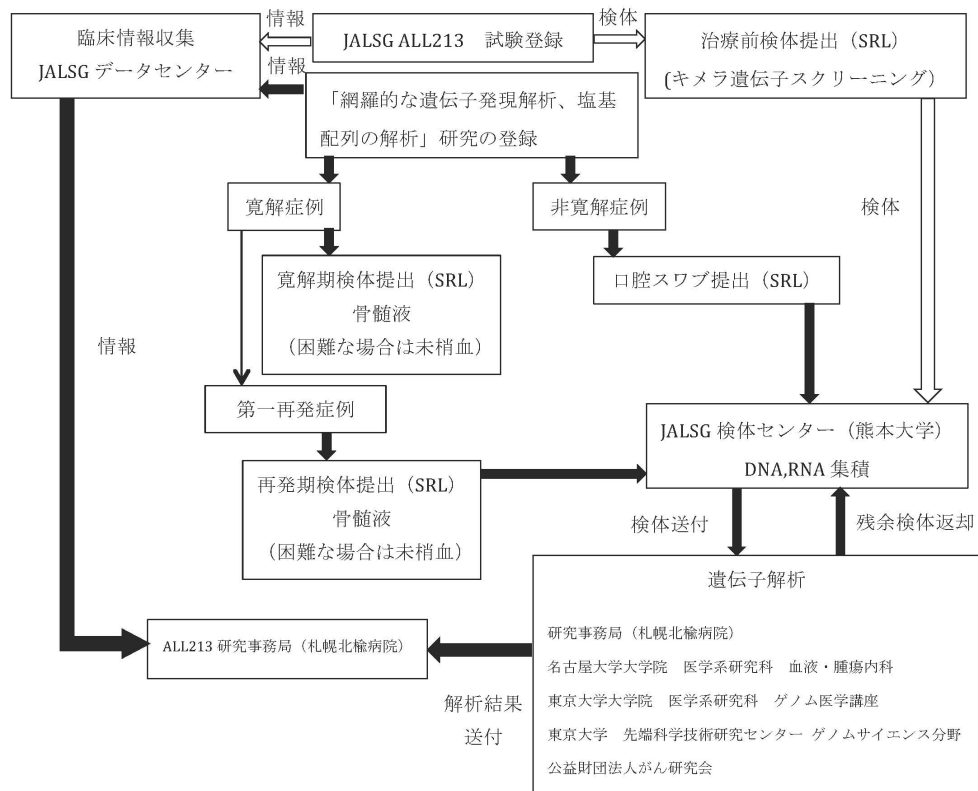 情報
検体
臨床情報収集
JALSG データセンター
JALSG ALL213　試験登録
治療前検体提出（SRL）
(キメラ遺伝子スクリーニング）
情報
「網羅的な遺伝子発現解析、塩基
配列の解析」研究の登録
寛解症例
非寛解症例
検体
寛解期検体提出（SRL）
骨髄液
（困難な場合は末梢血）
口腔スワブ提出（SRL）
情報
第一再発症例
JALSG 検体センター（熊本大学）
DNA,RNA 集積
再発期検体提出（SRL）
骨髄液
（困難な場合は末梢血）
検体送付
残余検体返却
遺伝子解析
研究事務局（札幌北楡病院）
名古屋大学大学院　医学系研究科　血液・腫瘍内科
東京大学大学院　医学系研究科　ゲノム医学講座
東京大学　先端科学技術研究センター ゲノムサイエンス分野
公益財団法人がん研究会
ALL213 研究事務局（札幌北楡病院）
解析結果
送付